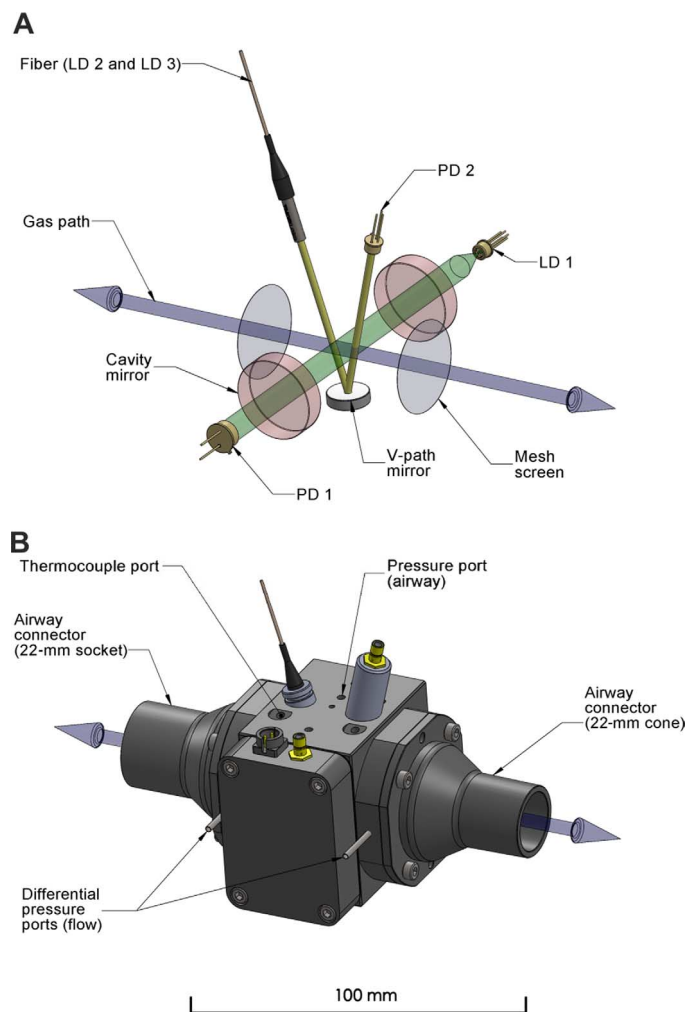 A
Fiber (LD 2 and LD 3)
PD 2
Gas path
LD 1
Cavity
mirror
V-path
mirror
Mesh
screen
PD 1
B
Thermocouple port
Pressure port
(airway)
Airway
connector
(22-mm socket)
Airway
connector
(22-mm cone)
Differential
pressure
ports (flow)
100 mm